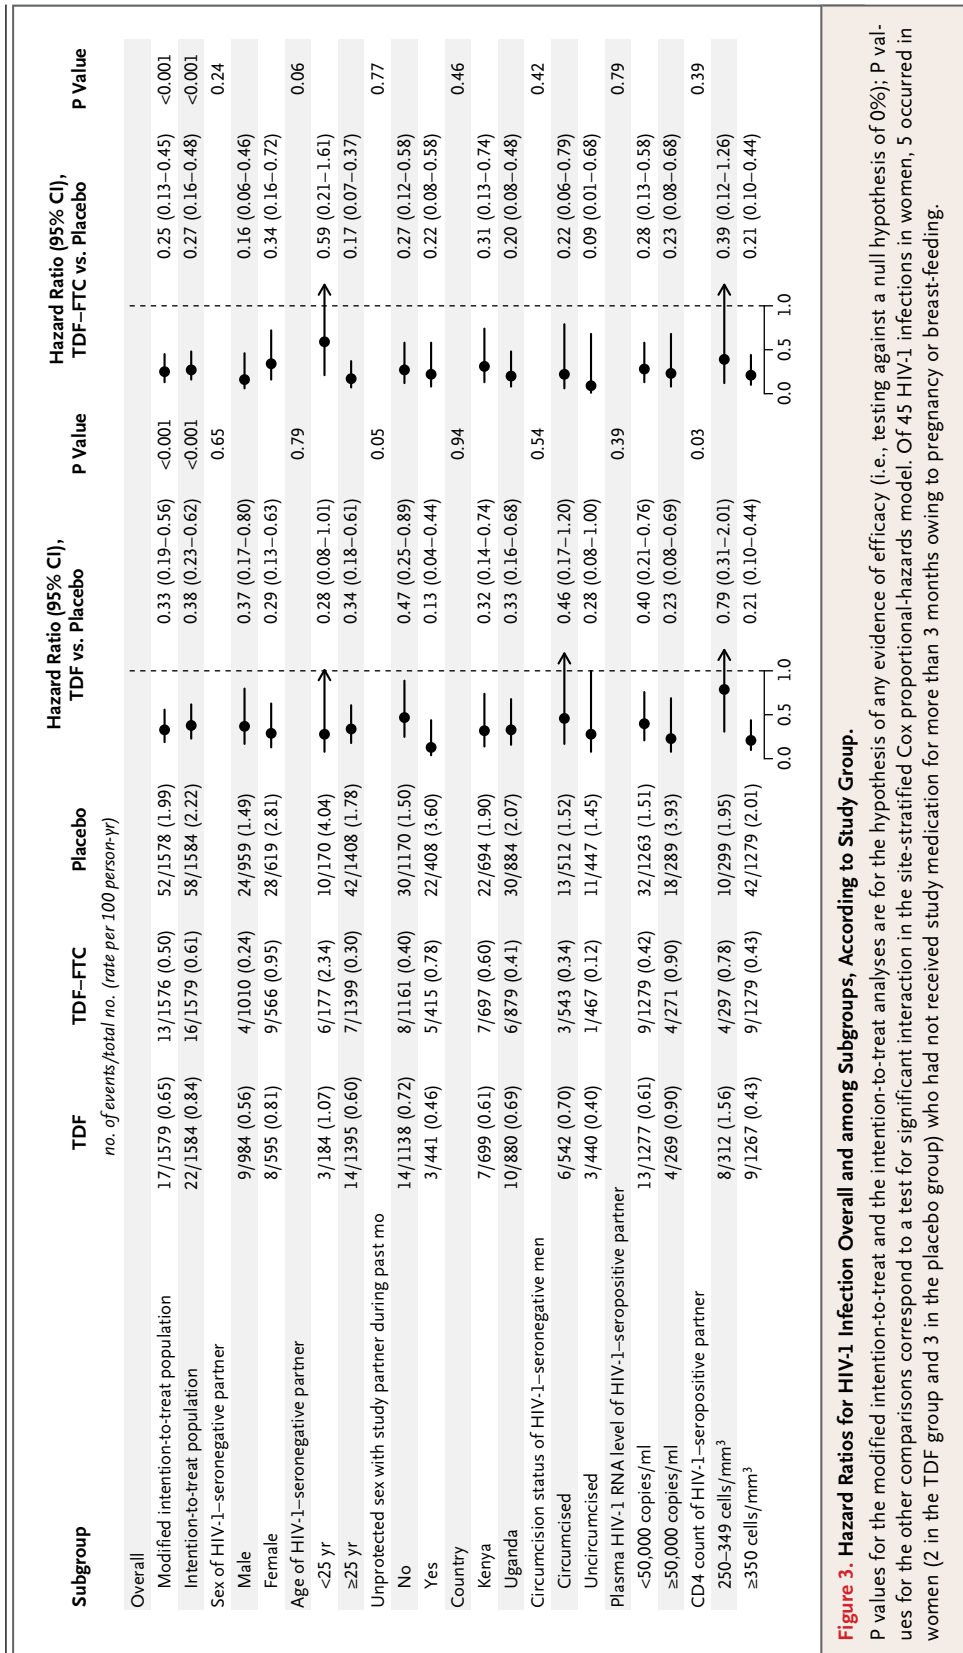 Subgroup TDF TDF–FTC Placebo Hazard Ratio (95% CI), TDF vs. Placebo P Value Hazard Ratio (95% CI), TDF–FTC vs. Placebo P Value
no. of events/total no. (rate per 100 person-yr)
Overall
Modified intention-to-treat population 17/1579 (0.65) 13/1576 (0.50) 52/1578 (1.99) 0.33 (0.19–0.56) <0.001 0.25 (0.13–0.45) <0.001
Intention-to-treat population 22/1584 (0.84) 16/1579 (0.61) 58/1584 (2.22) 0.38 (0.23–0.62) <0.001 0.27 (0.16–0.48) <0.001
Sex of HIV-1–seronegative partner 0.65 0.24
Male 9/984 (0.56) 4/1010 (0.24) 24/959 (1.49) 0.37 (0.17–0.80) 0.16 (0.06–0.46)
Female 8/595 (0.81) 9/566 (0.95) 28/619 (2.81) 0.29 (0.13–0.63) 0.34 (0.16–0.72)
Age of HIV-1–seronegative partner 0.79 0.06
<25 yr 3/184 (1.07) 6/177 (2.34) 10/170 (4.04) 0.28 (0.08–1.01) 0.59 (0.21–1.61)
≥25 yr 14/1395 (0.60) 7/1399 (0.30) 42/1408 (1.78) 0.34 (0.18–0.61) 0.17 (0.07–0.37)
Unprotected sex with study partner during past mo 0.05 0.77
No 14/1138 (0.72) 8/1161 (0.40) 30/1170 (1.50) 0.47 (0.25–0.89) 0.27 (0.12–0.58)
Yes 3/441 (0.46) 5/415 (0.78) 22/408 (3.60) 0.13 (0.04–0.44) 0.22 (0.08–0.58)
Country 0.94 0.46
Kenya 7/699 (0.61) 7/697 (0.60) 22/694 (1.90) 0.32 (0.14–0.74) 0.31 (0.13–0.74)
Uganda 10/880 (0.69) 6/879 (0.41) 30/884 (2.07) 0.33 (0.16–0.68) 0.20 (0.08–0.48)
Circumcision status of HIV-1–seronegative men 0.54 0.42
Circumcised 6/542 (0.70) 3/543 (0.34) 13/512 (1.52) 0.46 (0.17–1.20) 0.22 (0.06–0.79)
Uncircumcised 3/440 (0.40) 1/467 (0.12) 11/447 (1.45) 0.28 (0.08–1.00) 0.09 (0.01–0.68)
Plasma HIV-1 RNA level of HIV-1–seropositive partner 0.39 0.79
<50,000 copies/ml 13/1277 (0.61) 9/1279 (0.42) 32/1263 (1.51) 0.40 (0.21–0.76) 0.28 (0.13–0.58)
≥50,000 copies/ml 4/269 (0.90) 4/271 (0.90) 18/289 (3.93) 0.23 (0.08–0.69) 0.23 (0.08–0.68)
CD4 count of HIV-1–seropositive partner 0.03 0.39
250–349 cells/mm³ 8/312 (1.56) 4/297 (0.78) 10/299 (1.95) 0.79 (0.31–2.01) 0.39 (0.12–1.26)
≥350 cells/mm³ 9/1267 (0.43) 9/1279 (0.43) 42/1279 (2.01) 0.21 (0.10–0.44) 0.21 (0.10–0.44)
0.0 0.5 1.0 0.0 0.5 1.0
Figure 3. Hazard Ratios for HIV-1 Infection Overall and among Subgroups, According to Study Group.
P values for the modified intention-to-treat and the intention-to-treat analyses are for the hypothesis of any evidence of efficacy (i.e., testing against a null hypothesis of 0%); P val-
ues for the other comparisons correspond to a test for significant interaction in the site-stratified Cox proportional-hazards model. Of 45 HIV-1 infections in women, 5 occurred in
women (2 in the TDF group and 3 in the placebo group) who had not received study medication for more than 3 months owing to pregnancy or breast-feeding.